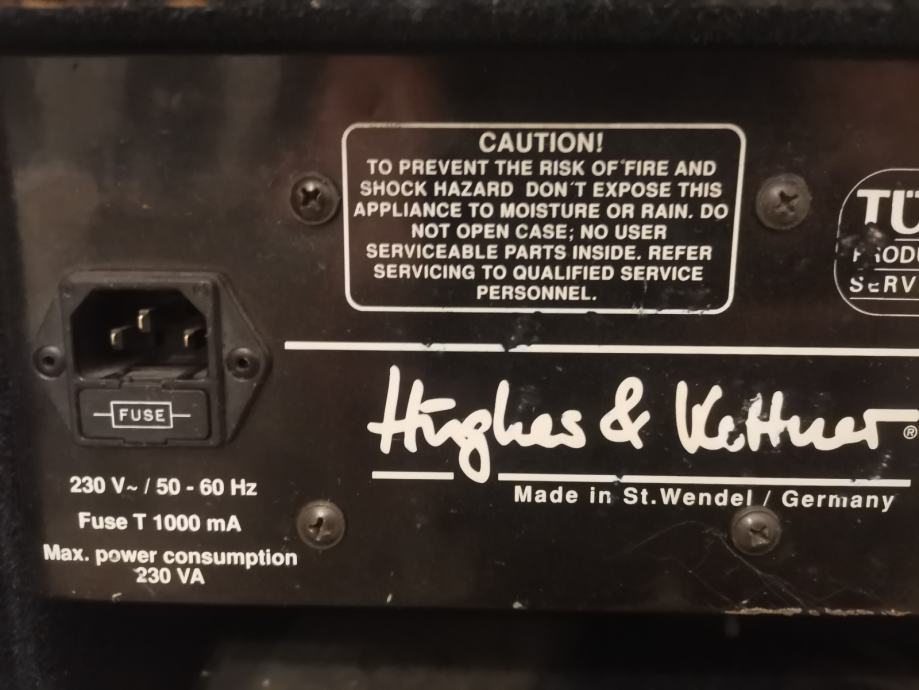 CAUTION!
TO PREVENT THE RISK OF FIRE AND
SHOCK HAZARD DON´T EXPOSE THIS
APPLIANCE TO MOISTURE OR RAIN. DO
NOT OPEN CASE; NO USER
SERVICEABLE PARTS INSIDE. REFER
SERVICING TO QUALIFIED SERVICE
PERSONNEL.
FUSE
230 V~ / 50 - 60 Hz
Fuse T 1000 mA
Max. power consumption
230 VA
Hughes & Kettner ®
Made in St.Wendel / Germany